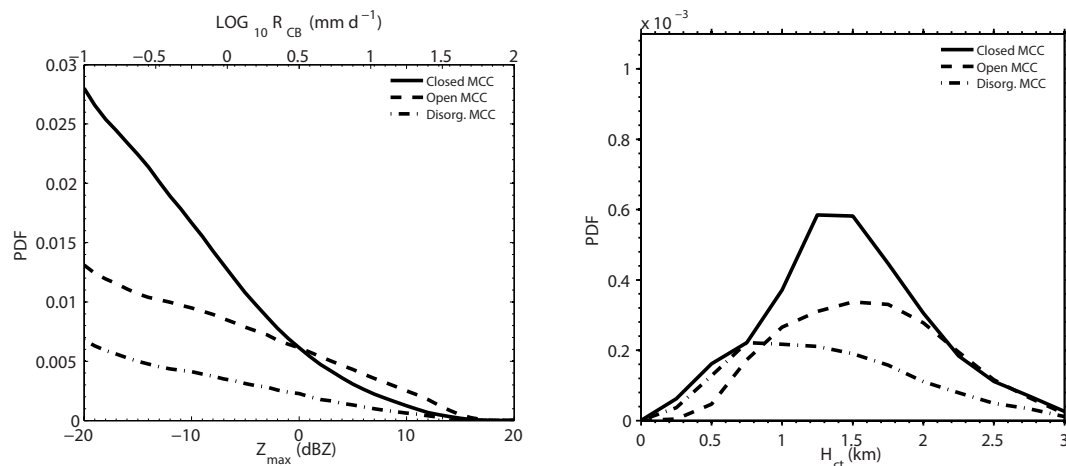 LOG 10 R CB (mm d -1)
−1 −0.5 0 0.5 1 1.5 2
0.03
0.025
0.02
0.015
0.01
0.005
0
PDF
Closed MCC
Open MCC
Disorg. MCC
−20 −10 0 10 20
Z max (dBZ)
x 10 −3
1
0.8
0.6
0.4
0.2
0
PDF
Closed MCC
Open MCC
Disorg. MCC
0 0.5 1 1.5 2 2.5 3
H ct (km)